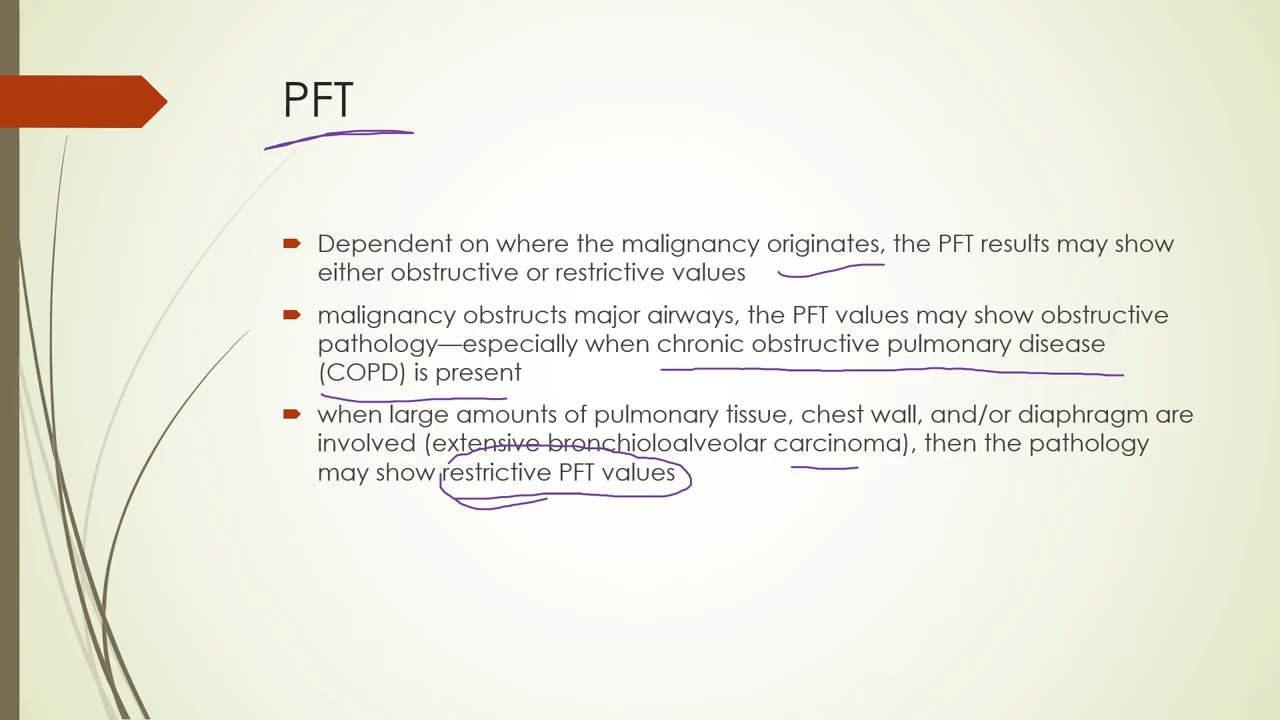 PFT
Dependent on where the malignancy originates, the PFT results may show
either obstructive or restrictive values
malignancy obstructs major airways, the PFT values may show obstructive
pathology—especially when chronic obstructive pulmonary disease
(COPD) is present
when large amounts of pulmonary tissue, chest wall, and/or diaphragm are
involved (extensive bronchioloalveolar carcinoma), then the pathology
may show restrictive PFT values